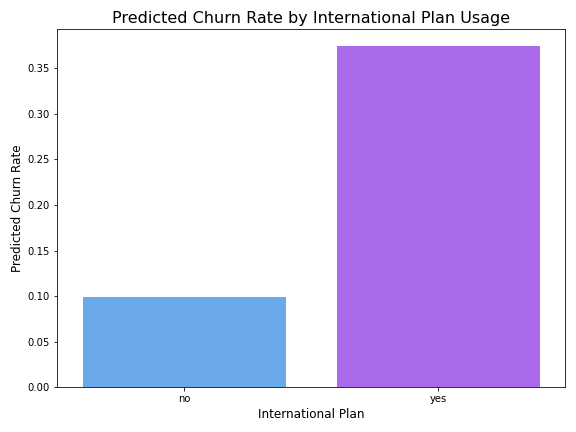 Predicted Churn Rate by International Plan Usage
Predicted Churn Rate
0.35
0.30
0.25
0.20
0.15
0.10
0.05
0.00
no yes
International Plan